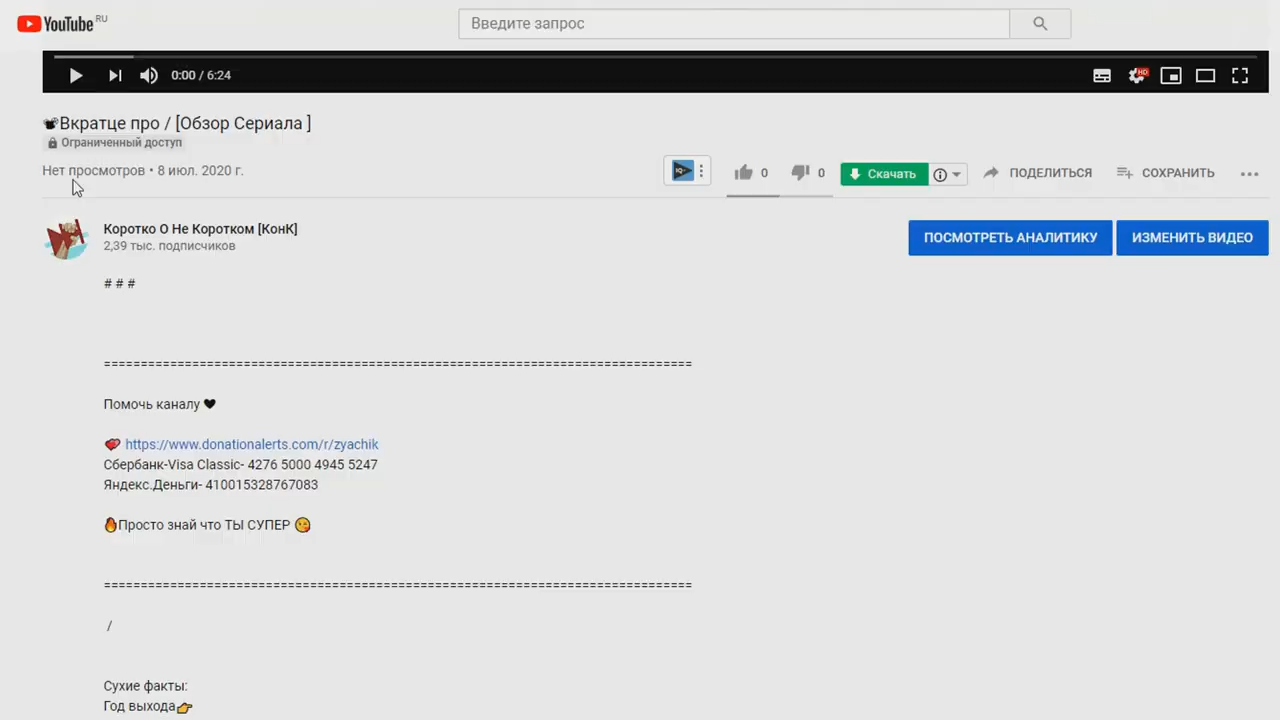 YouTube RU
Введите запрос
0:00 / 6:24
HD
Вкратце про / [Обзор Сериала ]
Ограниченный доступ
Нет просмотров • 8 июл. 2020 г.
0
0
Скачать
ПОДЕЛИТЬСЯ
СОХРАНИТЬ
Коротко О Не Коротком [КонК]
2,39 тыс. подписчиков
ПОСМОТРЕТЬ АНАЛИТИКУ
ИЗМЕНИТЬ ВИДЕО
# # #
======================================================================
Помочь каналу 🖤
💕 https://www.donationalerts.com/r/zyachik
Сбербанк-Visa Classic- 4276 5000 4945 5247
Яндекс.Деньги- 410015328767083
🔥Просто знай что ТЫ СУПЕР 😘
======================================================================
/
Сухие факты:
Год выхода👉